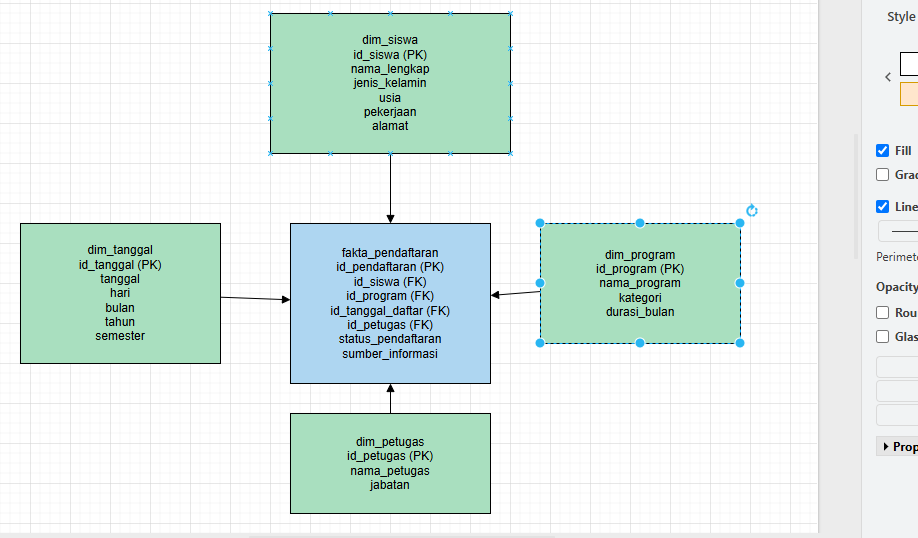 Style
dim_siswa
id_siswa (PK)
nama_lengkap
jenis_kelamin
usia
pekerjaan
alamat
dim_tanggal
id_tanggal (PK)
tanggal
hari
bulan
tahun
semester
fakta_pendaftaran
id_pendaftaran (PK)
id_siswa (FK)
id_program (FK)
id_tanggal_daftar (FK)
id_petugas (FK)
status_pendaftaran
sumber_informasi
dim_program
id_program (PK)
nama_program
kategori
durasi_bulan
dim_petugas
id_petugas (PK)
nama_petugas
jabatan
Fill
Grad
Line
Perimete
Opacity
Rou
Glas
Prop